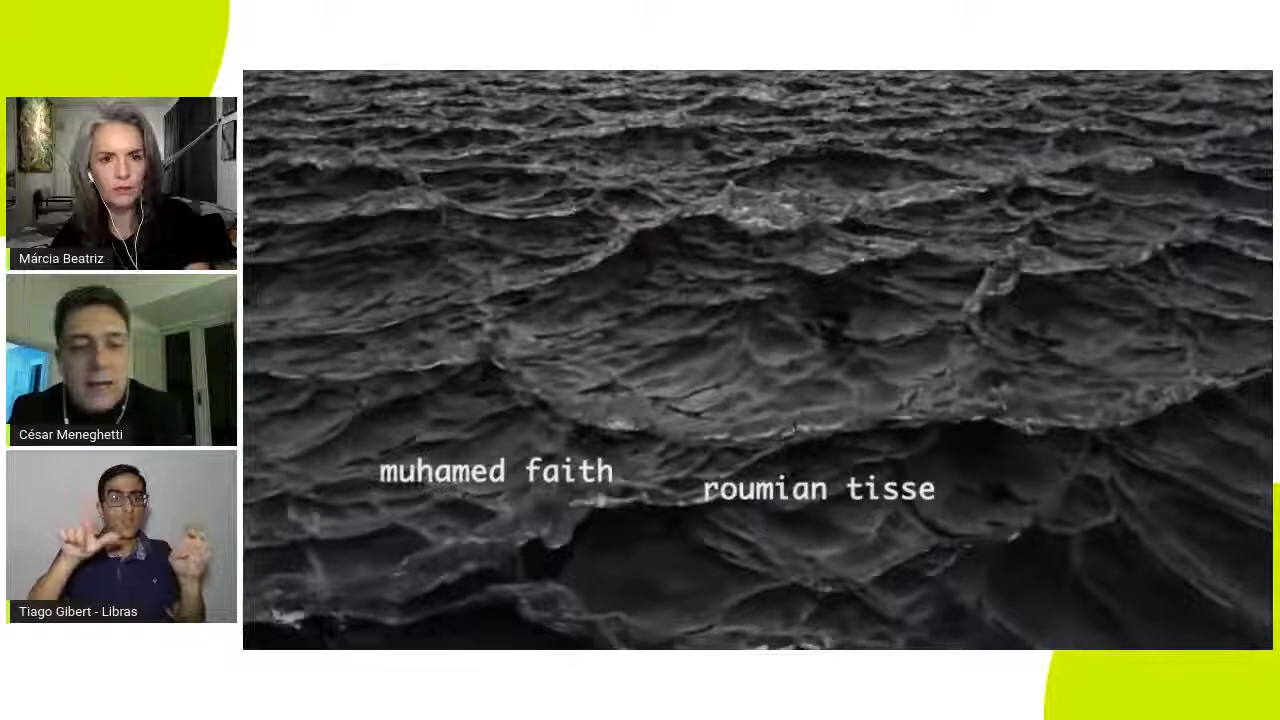 Márcia Beatriz
César Meneghetti
Tiago Gibert - Libras
muhamed faith
roumian tisse